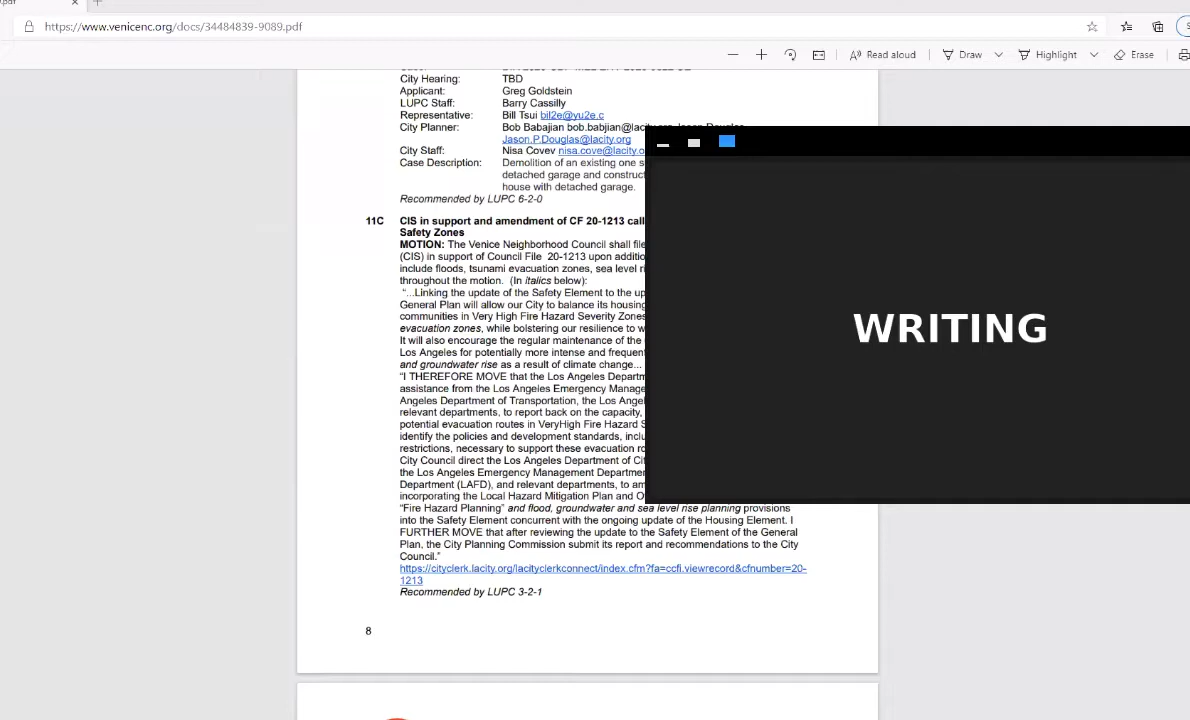 https://www.venicenc.org/docs/34484839-9089.pdf
Read aloud
Draw
Highlight
Erase
City Hearing: TBD
Applicant: Greg Goldstein
LUPC Staff: Barry Cassilly
Representative: Bill Tsui bil2e@yu2e.c
City Planner: Bob Babajian bob.babjian@lacity.org Jason Douglas
Jason.P.Douglas@lacity.org
City Staff: Nisa Covev nisa.cove@lacity.o
Case Description: Demolition of an existing one s
detached garage and construct
house with detached garage.
Recommended by LUPC 6-2-0
11C CIS in support and amendment of CF 20-1213 call
Safety Zones
MOTION: The Venice Neighborhood Council shall file
(CIS) in support of Council File 20-1213 upon additio
include floods, tsunami evacuation zones, sea level ri
throughout the motion. (In italics below):
"...Linking the update of the Safety Element to the up
General Plan will allow our City to balance its housing
communities in Very High Fire Hazard Severity Zones
evacuation zones, while bolstering our resilience to w
It will also encourage the regular maintenance of the
Los Angeles for potentially more intense and frequent
and groundwater rise as a result of climate change...
"I THEREFORE MOVE that the Los Angeles Departm
assistance from the Los Angeles Emergency Manage
Angeles Department of Transportation, the Los Angel
relevant departments, to report back on the capacity,
potential evacuation routes in VeryHigh Fire Hazard S
identify the policies and development standards, inclu
restrictions, necessary to support these evacuation ro
City Council direct the Los Angeles Department of Cit
the Los Angeles Emergency Management Departmen
Department (LAFD), and relevant departments, to am
incorporating the Local Hazard Mitigation Plan and O
"Fire Hazard Planning" and flood, groundwater and sea level rise planning provisions
into the Safety Element concurrent with the ongoing update of the Housing Element. I
FURTHER MOVE that after reviewing the update to the Safety Element of the General
Plan, the City Planning Commission submit its report and recommendations to the City
Council."
https://cityclerk.lacity.org/lacityclerkconnect/index.cfm?fa=ccfi.viewrecord&cfnumber=20-
1213
Recommended by LUPC 3-2-1
8
WRITING